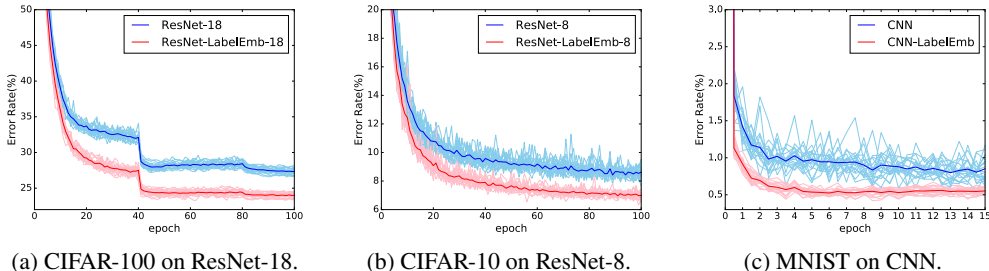 50
45
40
35
30
25
0 20 40 60 80 100
epoch
Error Rate(%)
ResNet-18
ResNet-LabelEmb-18
(a) CIFAR-100 on ResNet-18.
20
18
16
14
12
10
8
6
0 20 40 60 80 100
epoch
Error Rate(%)
ResNet-8
ResNet-LabelEmb-8
(b) CIFAR-10 on ResNet-8.
3.0
2.5
2.0
1.5
1.0
0.5
0 1 2 3 4 5 6 7 8 9 10 11 12 13 14 15
epoch
Error Rate(%)
CNN
CNN-LabelEmb
(c) MNIST on CNN.